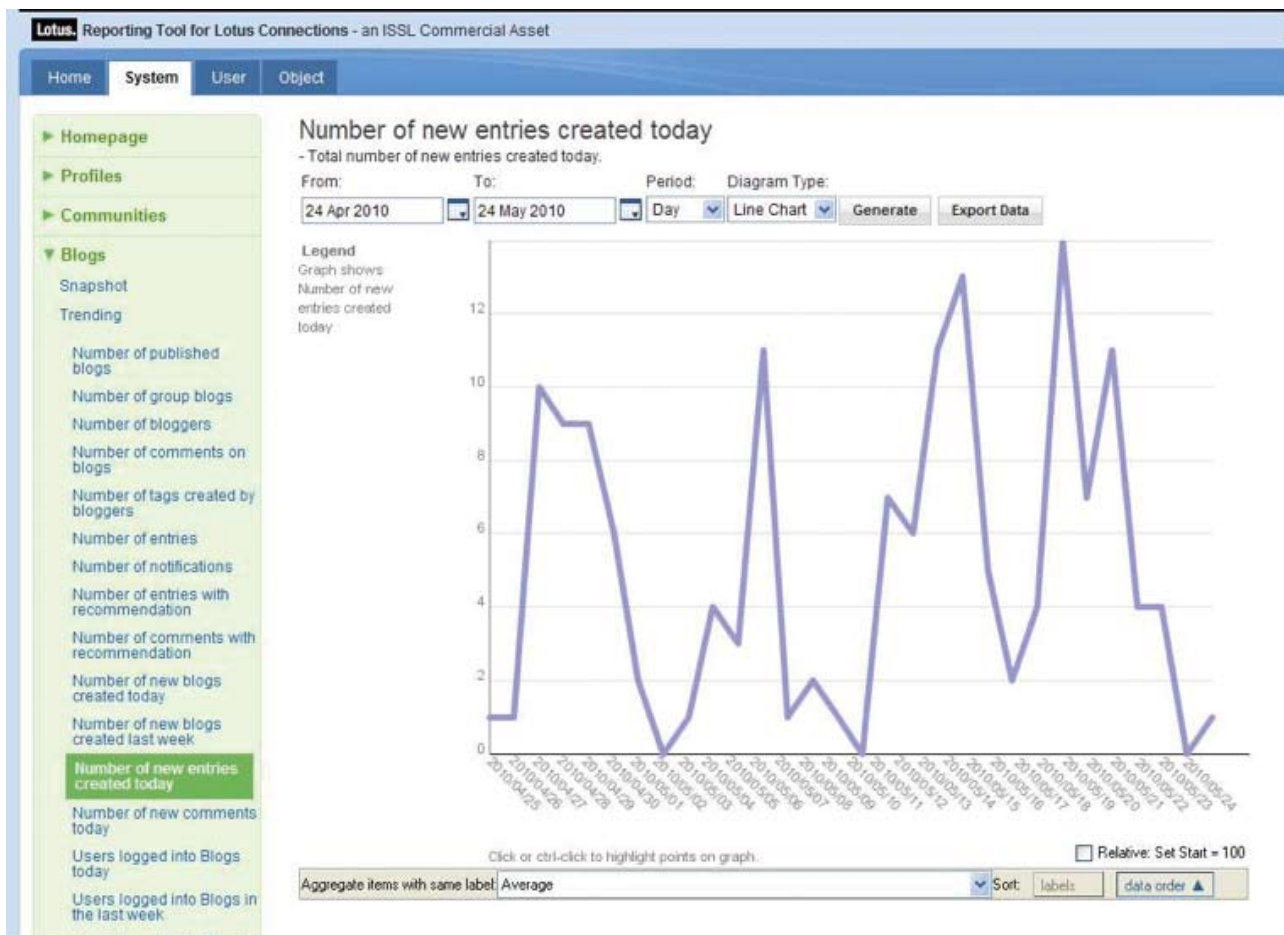 Lotus. Reporting Tool for Lotus Connections - an ISSL Commercial Asset
Home System User Object
Homepage
Profiles
Communities
Blogs
Snapshot
Trending
Number of published
blogs
Number of group blogs
Number of bloggers
Number of comments on
blogs
Number of tags created by
bloggers
Number of entries
Number of notifications
Number of entries with
recommendation
Number of comments with
recommendation
Number of new blogs
created today
Number of new blogs
created last week
Number of new entries
created today
Number of new comments
today
Users logged into Blogs
today
Users logged into Blogs in
the last week
Number of new entries created today
- Total number of new entries created today.
From: To: Period: Diagram Type:
24 Apr 2010 24 May 2010 Day Line Chart Generate Export Data
Legend
Graph shows
Number of new
entries created
today
12
10
8
6
4
2
0
2010/04/25
2010/04/26
2010/04/27
2010/04/28
2010/04/29
2010/04/30
2010/05/01
2010/05/02
2010/05/03
2010/05/04
2010/05/05
2010/05/06
2010/05/07
2010/05/08
2010/05/09
2010/05/10
2010/05/11
2010/05/12
2010/05/13
2010/05/14
2010/05/15
2010/05/16
2010/05/17
2010/05/18
2010/05/19
2010/05/20
2010/05/21
2010/05/22
2010/05/23
2010/05/24
Click or ctrl-click to highlight points on graph.
Relative: Set Start = 100
Aggregate items with same label: Average Sort: labels data order